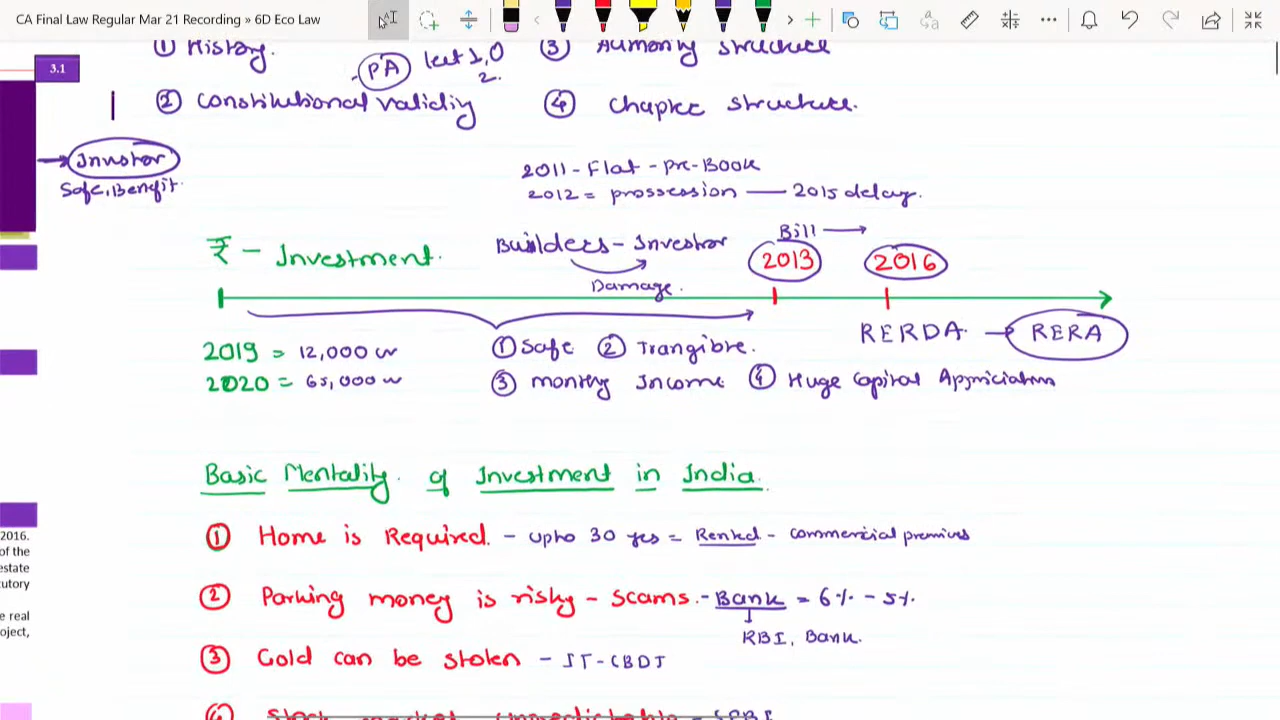 CA Final Law Regular Mar 21 Recording » 6D Eco Law
① History.
③ Authority structure
PA
lect 1,0
2.
3.1
② Constitutional validity
④ Chapter structure.
Investor
Safe, Benefit.
2011 - Flat - Pre-Book
2012 = prossession — 2015 delay.
₹ - Investment.
Builders - Investor
Damage.
Bill
2013
2016
RERDA → RERA
2019 = 12,000 cr
2020 = 65,000 cr
① Safe ② Trangible.
③ monthly Income ④ Huge Capital Appriciation
Basic Mentality of Investment in India.
① Home is Required. - upto 30 yrs = Rented - commercial premises
② Parking money is risky - scams. - Bank = 6% - 5%.
RBI, Bank.
③ Gold can be stolen - IT - CBDT
2016.
of the
estate
tutory
e real
oject,